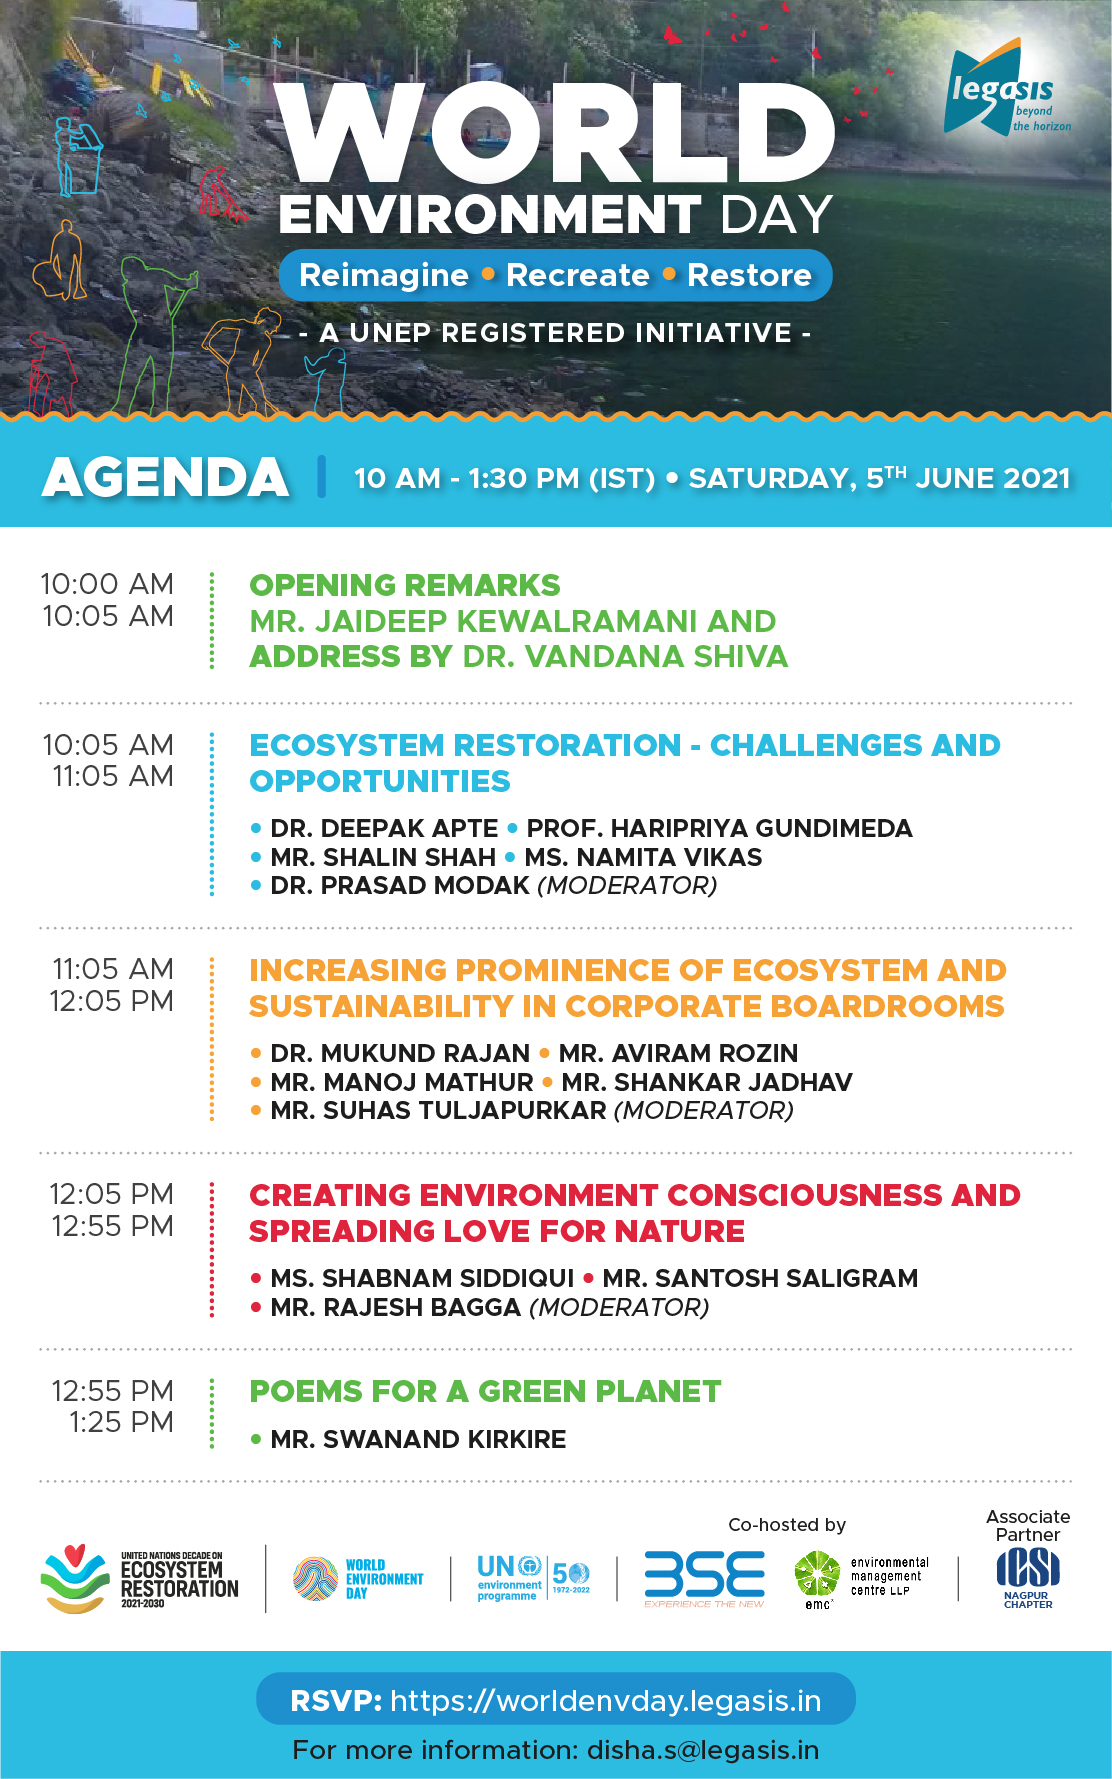 legasis
beyond
the horizon
WORLD
ENVIRONMENT DAY
Reimagine • Recreate • Restore
- A UNEP REGISTERED INITIATIVE -
AGENDA | 10 AM - 1:30 PM (IST) • SATURDAY, 5TH JUNE 2021
10:00 AM
10:05 AM
OPENING REMARKS
MR. JAIDEEP KEWALRAMANI AND
ADDRESS BY DR. VANDANA SHIVA
10:05 AM
11:05 AM
ECOSYSTEM RESTORATION - CHALLENGES AND
OPPORTUNITIES
• DR. DEEPAK APTE • PROF. HARIPRIYA GUNDIMEDA
• MR. SHALIN SHAH • MS. NAMITA VIKAS
• DR. PRASAD MODAK (MODERATOR)
11:05 AM
12:05 PM
INCREASING PROMINENCE OF ECOSYSTEM AND
SUSTAINABILITY IN CORPORATE BOARDROOMS
• DR. MUKUND RAJAN • MR. AVIRAM ROZIN
• MR. MANOJ MATHUR • MR. SHANKAR JADHAV
• MR. SUHAS TULJAPURKAR (MODERATOR)
12:05 PM
12:55 PM
CREATING ENVIRONMENT CONSCIOUSNESS AND
SPREADING LOVE FOR NATURE
• MS. SHABNAM SIDDIQUI • MR. SANTOSH SALIGRAM
• MR. RAJESH BAGGA (MODERATOR)
12:55 PM
1:25 PM
POEMS FOR A GREEN PLANET
• MR. SWANAND KIRKIRE
UNITED NATIONS DECADE ON
ECOSYSTEM
RESTORATION
2021-2030
WORLD
ENVIRONMENT
DAY
UN
environment
programme
50
1972-2022
Co-hosted by
BSE
EXPERIENCE THE NEW
emc
environmental
management
centre LLP
Associate
Partner
ICSI
NAGPUR
CHAPTER
RSVP: https://worldenvday.legasis.in
For more information: disha.s@legasis.in